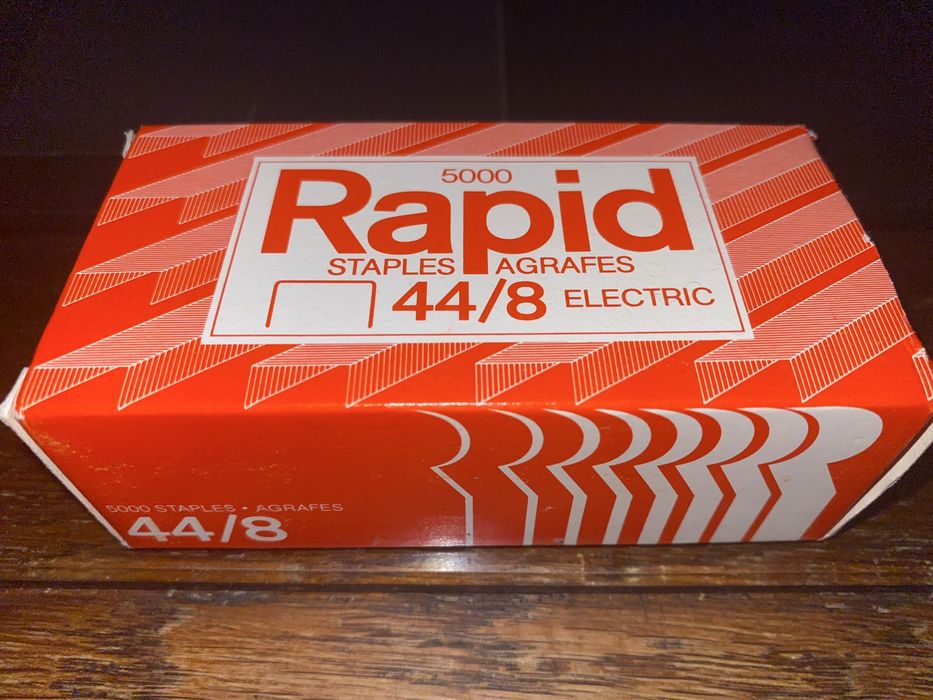 5000
Rapid
STAPLES AGRAFES
44/8 ELECTRIC
5000 STAPLES • AGRAFES
44/8